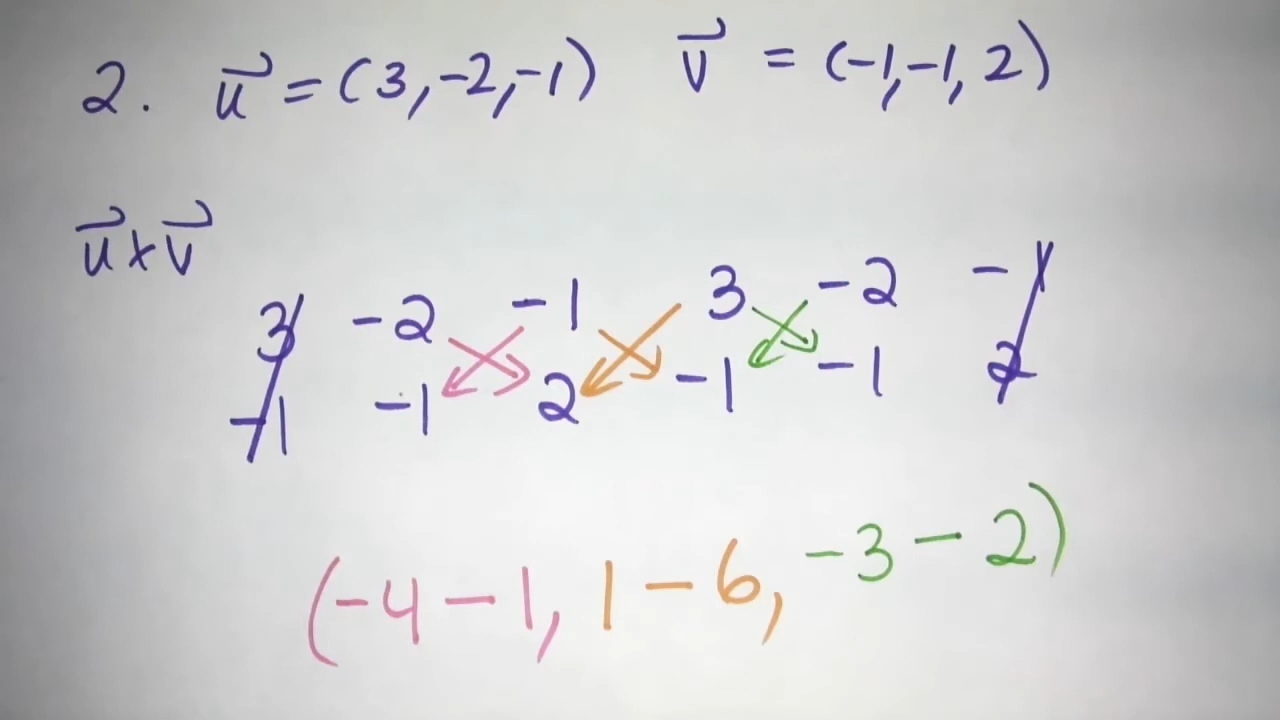 2. u⃗ = (3, -2, -1) v⃗ = (-1, -1, 2)
u⃗ x v⃗
3 -2 -1 3 -2 -1
-1 -1 2 -1 -1 2
(-4 - 1, 1 - 6, -3 - 2)